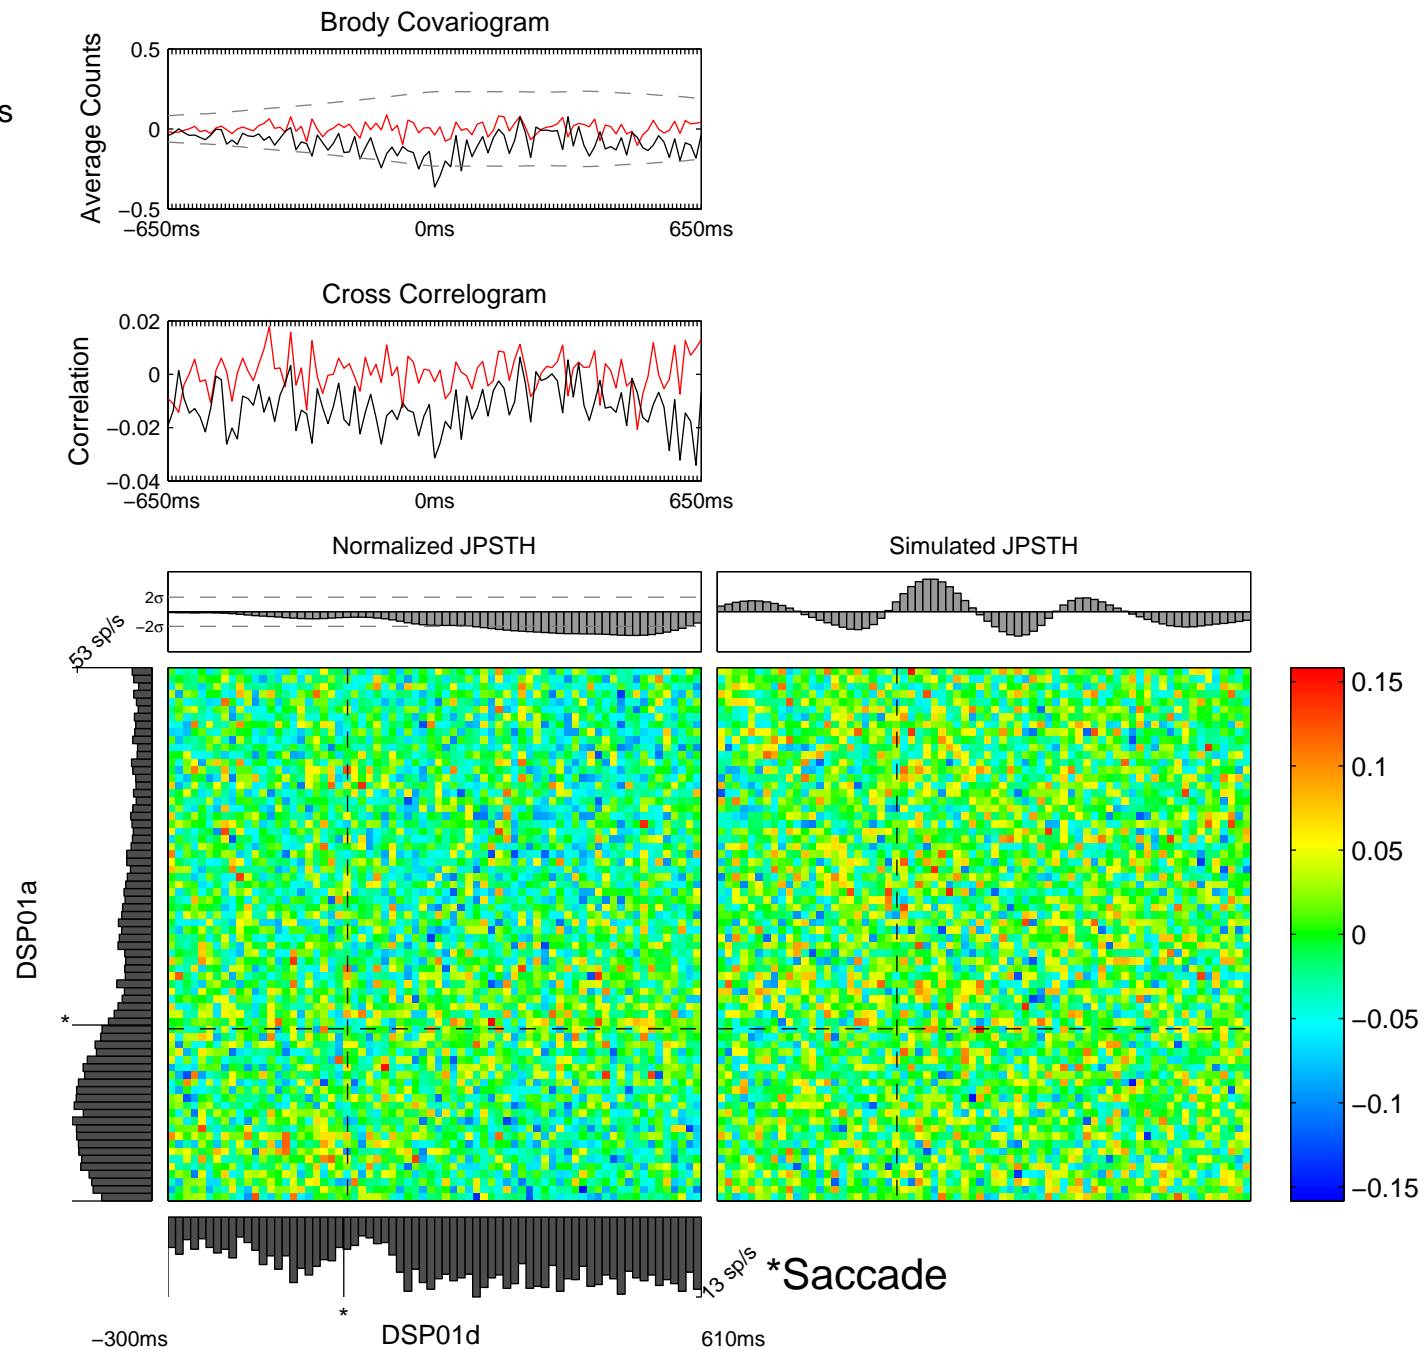 Brody Covariogram
s
Average Counts
0.5
0
−0.5
−650ms
0ms
650ms
Cross Correlogram
Correlation
0.02
0
−0.02
−0.04
−650ms
0ms
650ms
Normalized JPSTH
Simulated JPSTH
2σ
−2σ
53 sp/s
DSP01a
*
0.15
0.1
0.05
0
−0.05
−0.1
−0.15
13 sp/s
*Saccade
*
−300ms
DSP01d
610ms